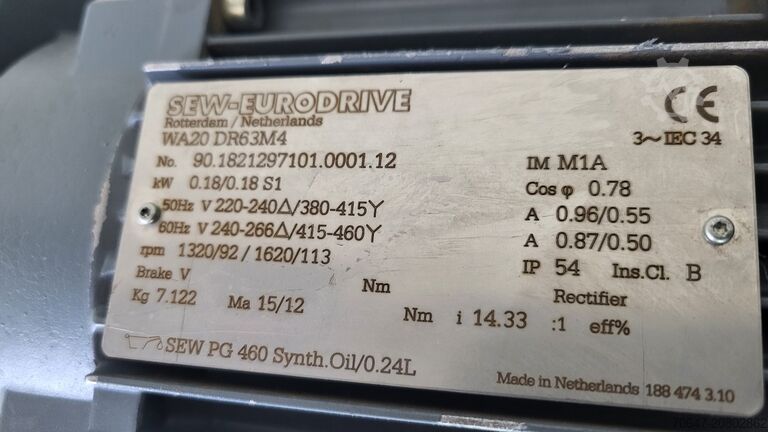 SEW-EURODRIVE
Rotterdam / Netherlands
WA20 DR63M4
CE
3~IEC 34
No. 90.1821297101.0001.12
IM M1A
kW 0.18/0.18 S1
Cos φ 0.78
50Hz V 220-240Δ/380-415Y
A 0.96/0.55
60Hz V 240-266Δ/415-460Y
A 0.87/0.50
rpm 1320/92 / 1620/113
IP 54 Ins.Cl. B
Brake V Nm Rectifier
Kg 7.122 Ma 15/12 Nm i 14.33 :1 eff%
SEW PG 460 Synth.Oil/0.24L
Made in Netherlands 188 474 3.10
70647-20802862